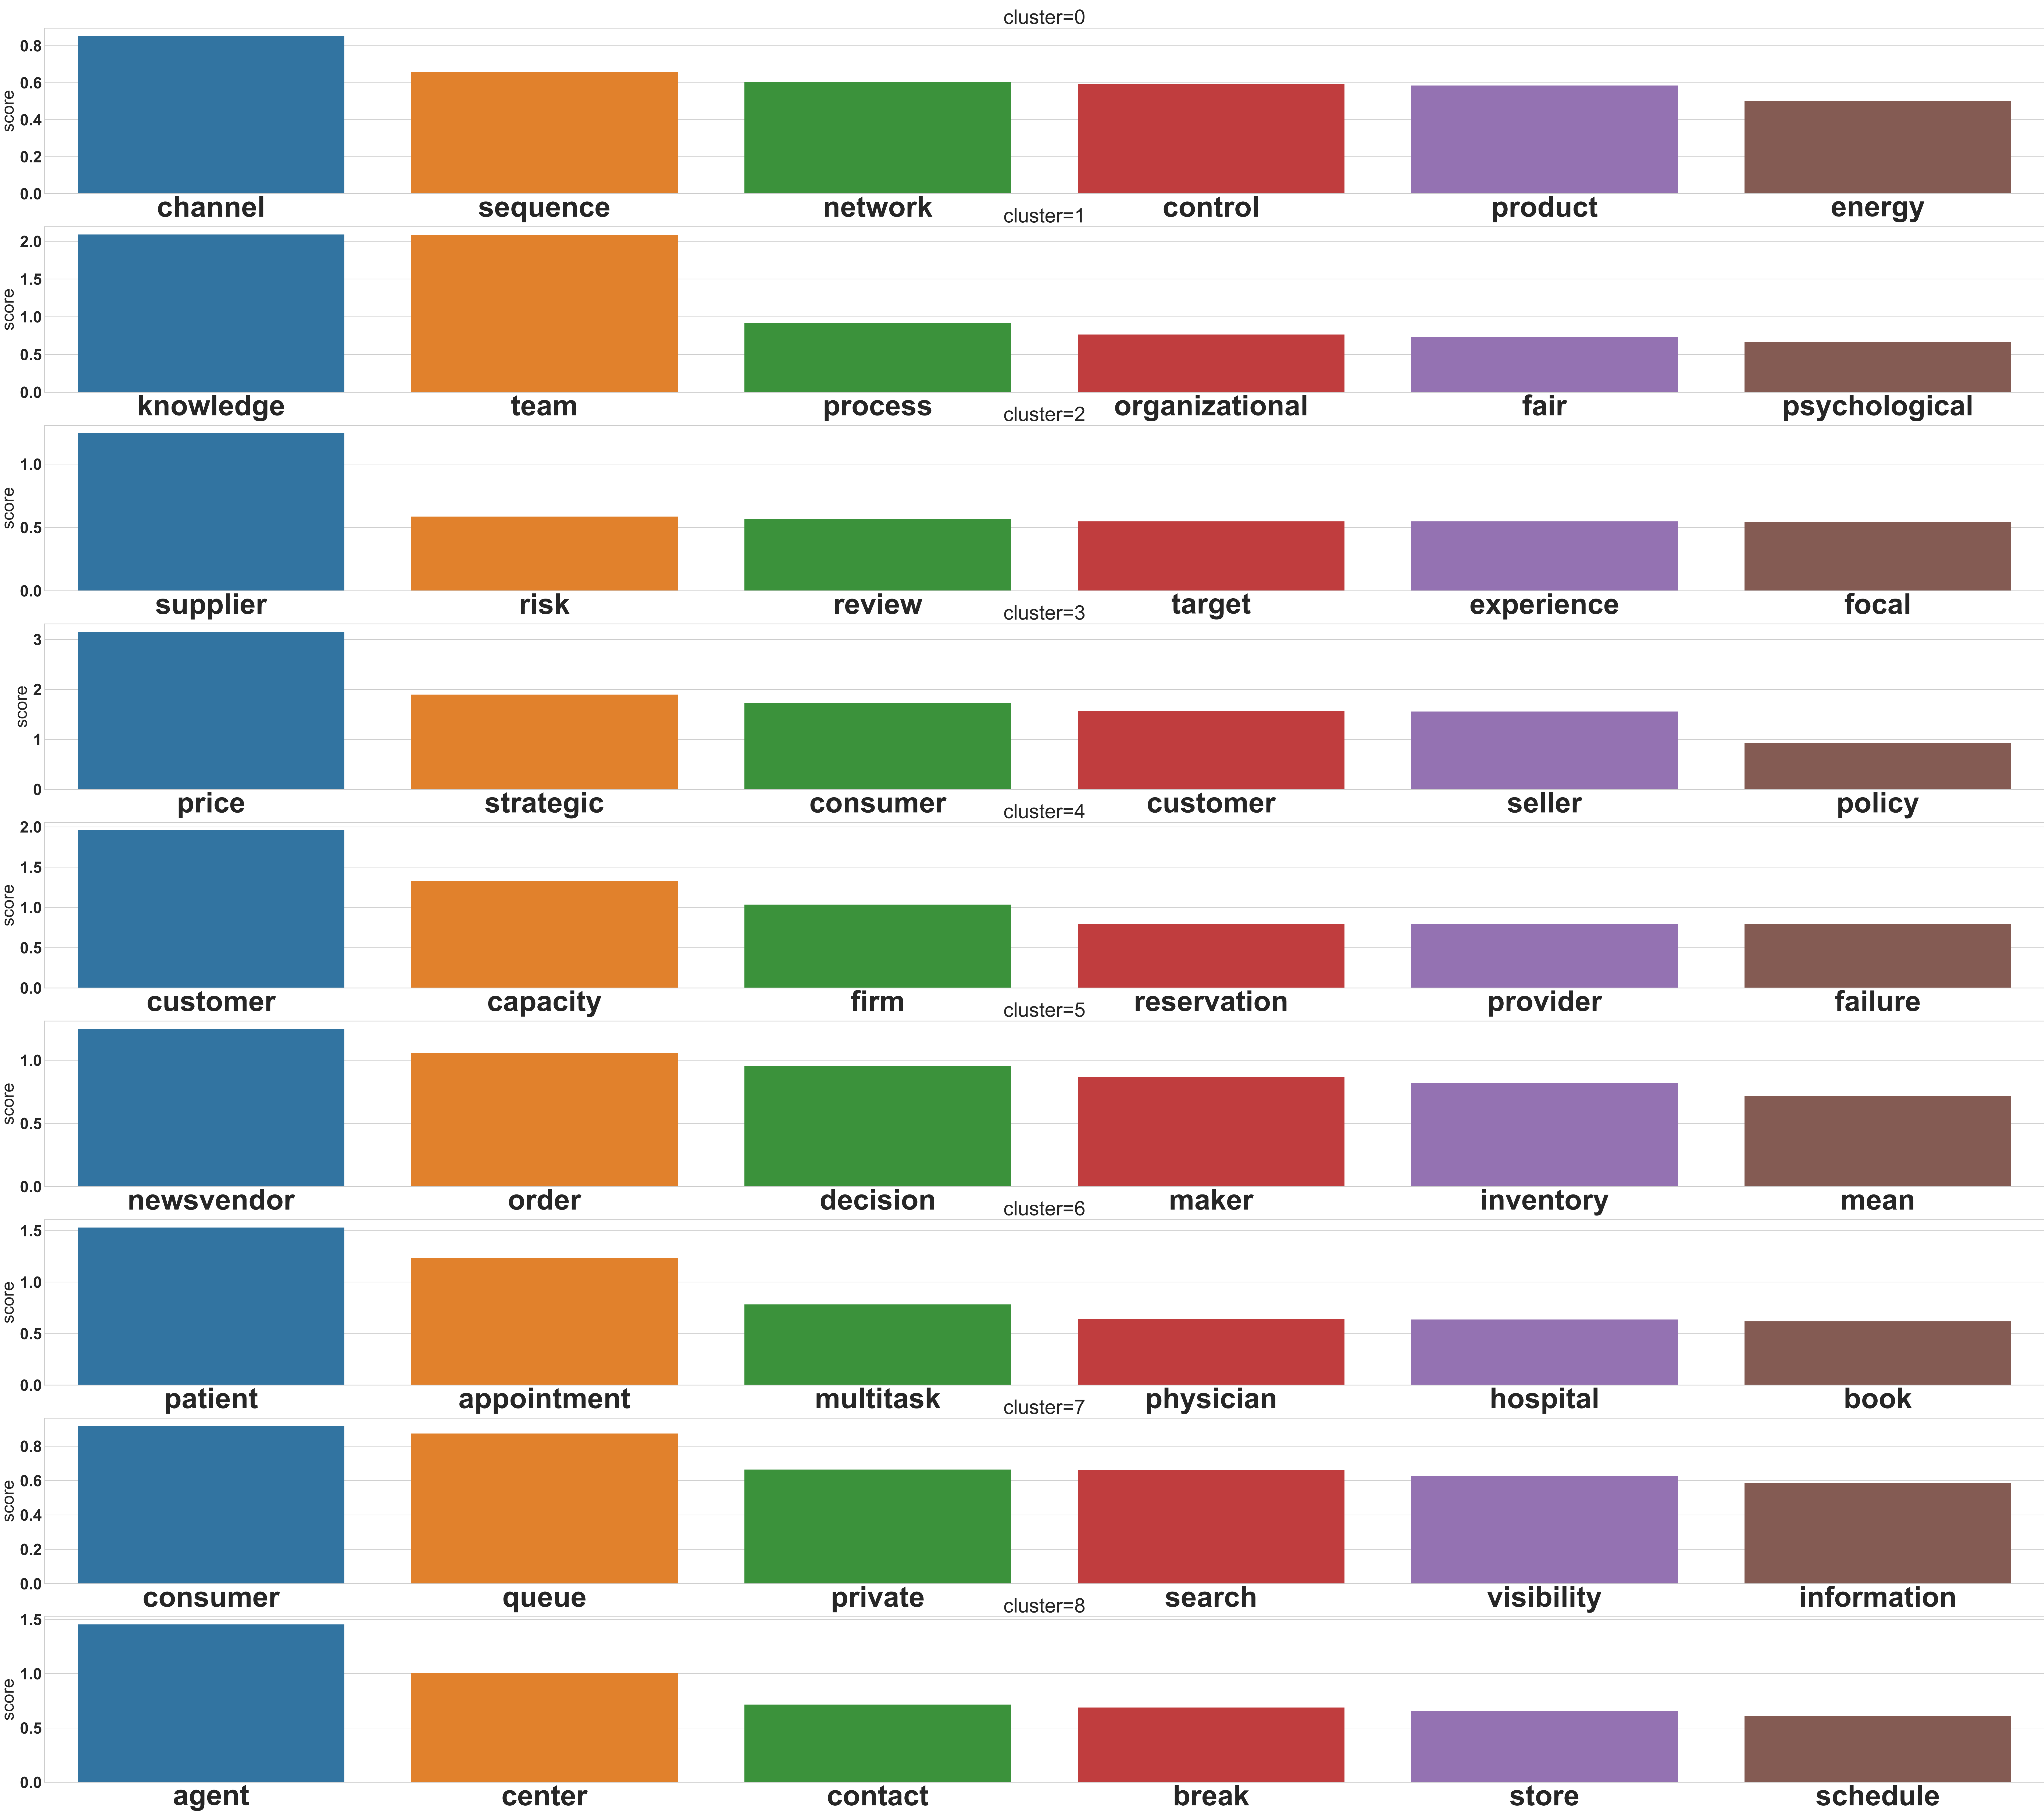 cluster=0
score
0.8
0.6
0.4
0.2
0.0
channel sequence network control product energy
cluster=1
score
2.0
1.5
1.0
0.5
0.0
knowledge team process organizational fair psychological
cluster=2
score
1.0
0.5
0.0
supplier risk review target experience focal
cluster=3
score
3
2
1
0
price strategic consumer customer seller policy
cluster=4
score
2.0
1.5
1.0
0.5
0.0
customer capacity firm reservation provider failure
cluster=5
score
1.0
0.5
0.0
newsvendor order decision maker inventory mean
cluster=6
score
1.5
1.0
0.5
0.0
patient appointment multitask physician hospital book
cluster=7
score
0.8
0.6
0.4
0.2
0.0
consumer queue private search visibility information
cluster=8
score
1.5
1.0
0.5
0.0
agent center contact break store schedule